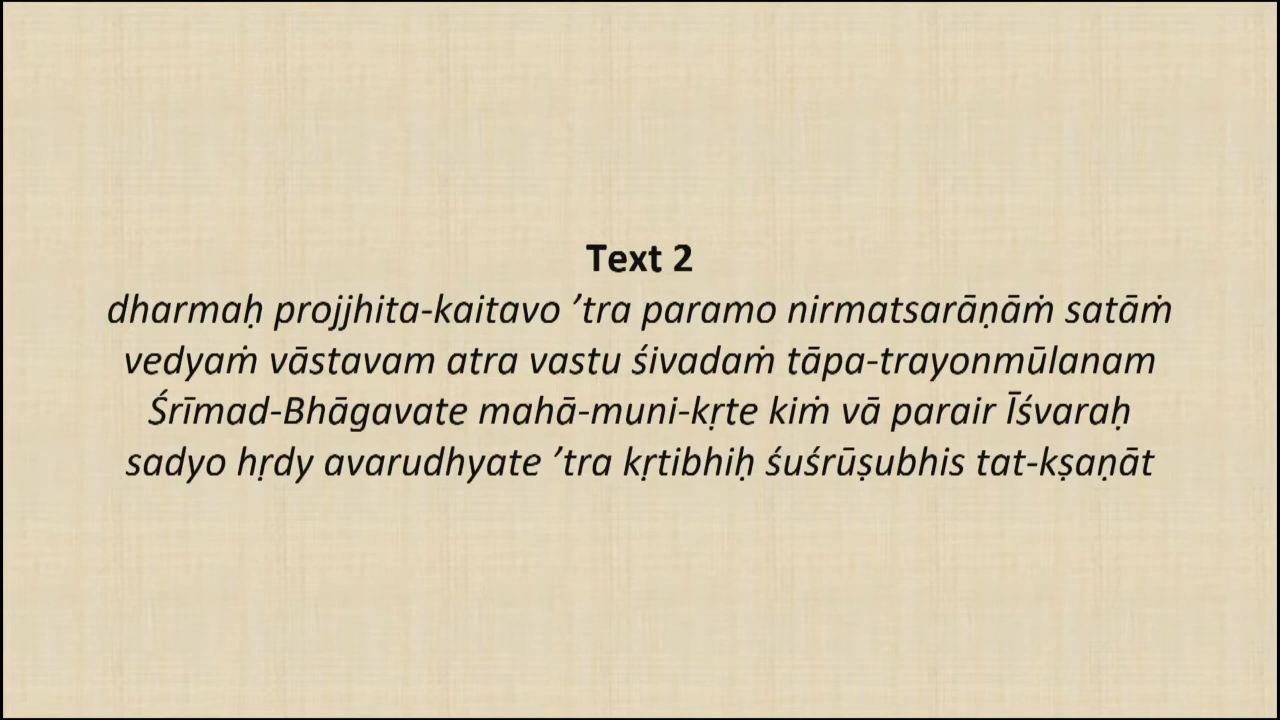 Text 2
dharmaḥ projjhita-kaitavo ’tra paramo nirmatsarāṇāṁ satāṁ
vedyaṁ vāstavam atra vastu śivadaṁ tāpa-trayonmūlanam
Śrīmad-Bhāgavate mahā-muni-kṛte kiṁ vā parair Īśvaraḥ
sadyo hṛdy avarudhyate ’tra kṛtibhiḥ śuśrūṣubhis tat-kṣaṇāt